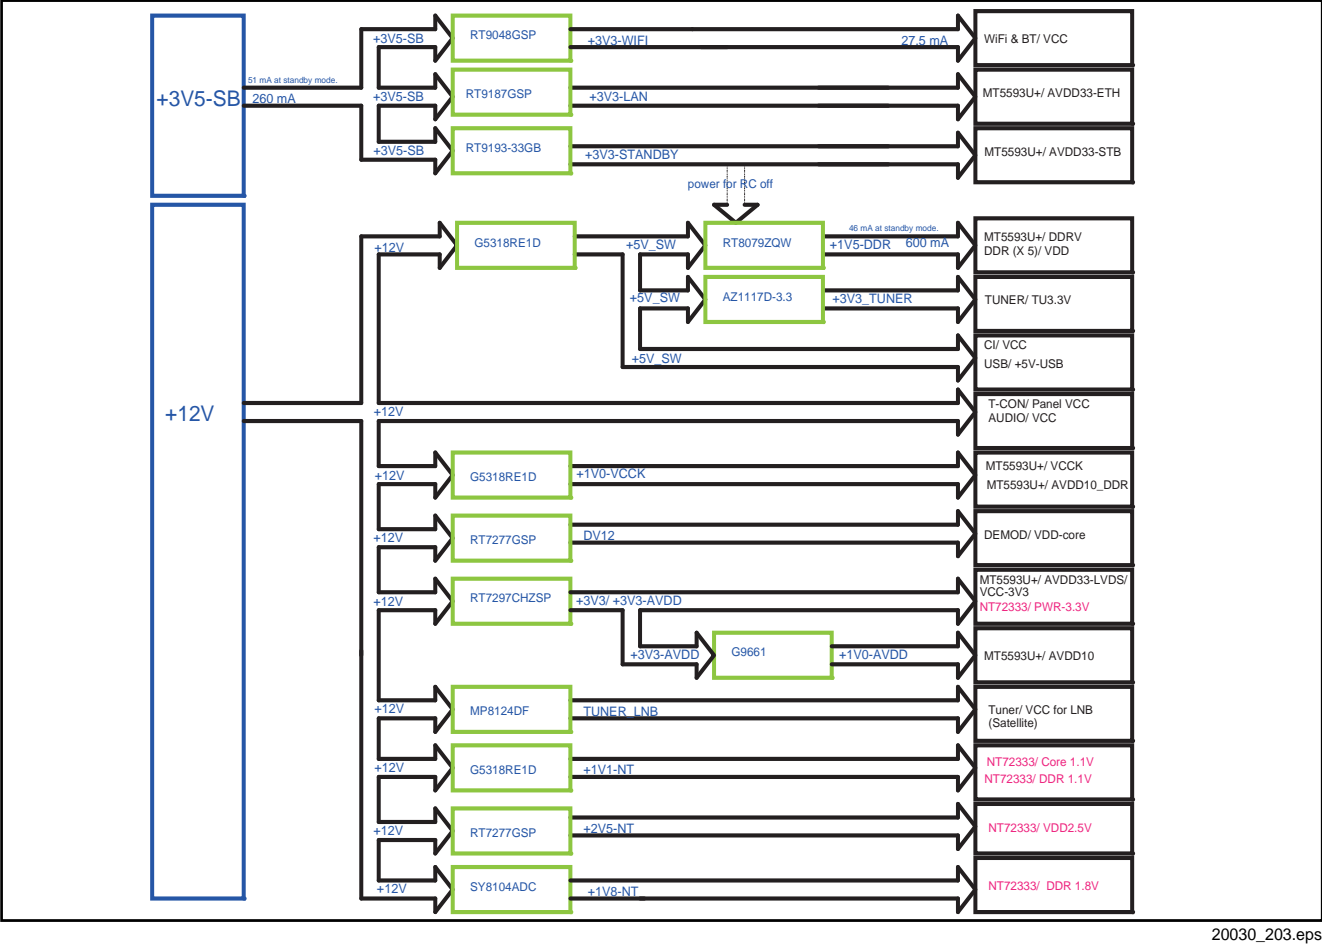 +3V5-SB
51 mA at standby mode.
260 mA
+3V5-SB
RT9048GSP
+3V3-WIFI
27.5 mA
WiFi & BT/ VCC
+3V5-SB
RT9187GSP
+3V3-LAN
MT5593U+/ AVDD33-ETH
+3V5-SB
RT9193-33GB
+3V3-STANDBY
MT5593U+/ AVDD33-STB
power for RC off
+12V
+12V
G5318RE1D
+5V_SW
RT8079ZQW
46 mA at standby mode.
+1V5-DDR
600 mA
MT5593U+/ DDRV
DDR (X 5)/ VDD
+5V_SW
AZ1117D-3.3
+3V3_TUNER
TUNER/ TU3.3V
+5V_SW
CI/ VCC
USB/ +5V-USB
+12V
T-CON/ Panel VCC
AUDIO/ VCC
+12V
G5318RE1D
+1V0-VCCK
MT5593U+/ VCCK
MT5593U+/ AVDD10_DDR
+12V
RT7277GSP
DV12
DEMOD/ VDD-core
+12V
RT7297CHZSP
+3V3/ +3V3-AVDD
MT5593U+/ AVDD33-LVDS/
VCC-3V3
NT72333/ PWR-3.3V
+3V3-AVDD
G9661
+1V0-AVDD
MT5593U+/ AVDD10
+12V
MP8124DF
TUNER_LNB
Tuner/ VCC for LNB
(Satellite)
+12V
G5318RE1D
+1V1-NT
NT72333/ Core 1.1V
NT72333/ DDR 1.1V
+12V
RT7277GSP
+2V5-NT
NT72333/ VDD2.5V
+12V
SY8104ADC
+1V8-NT
NT72333/ DDR 1.8V
20030_203.eps